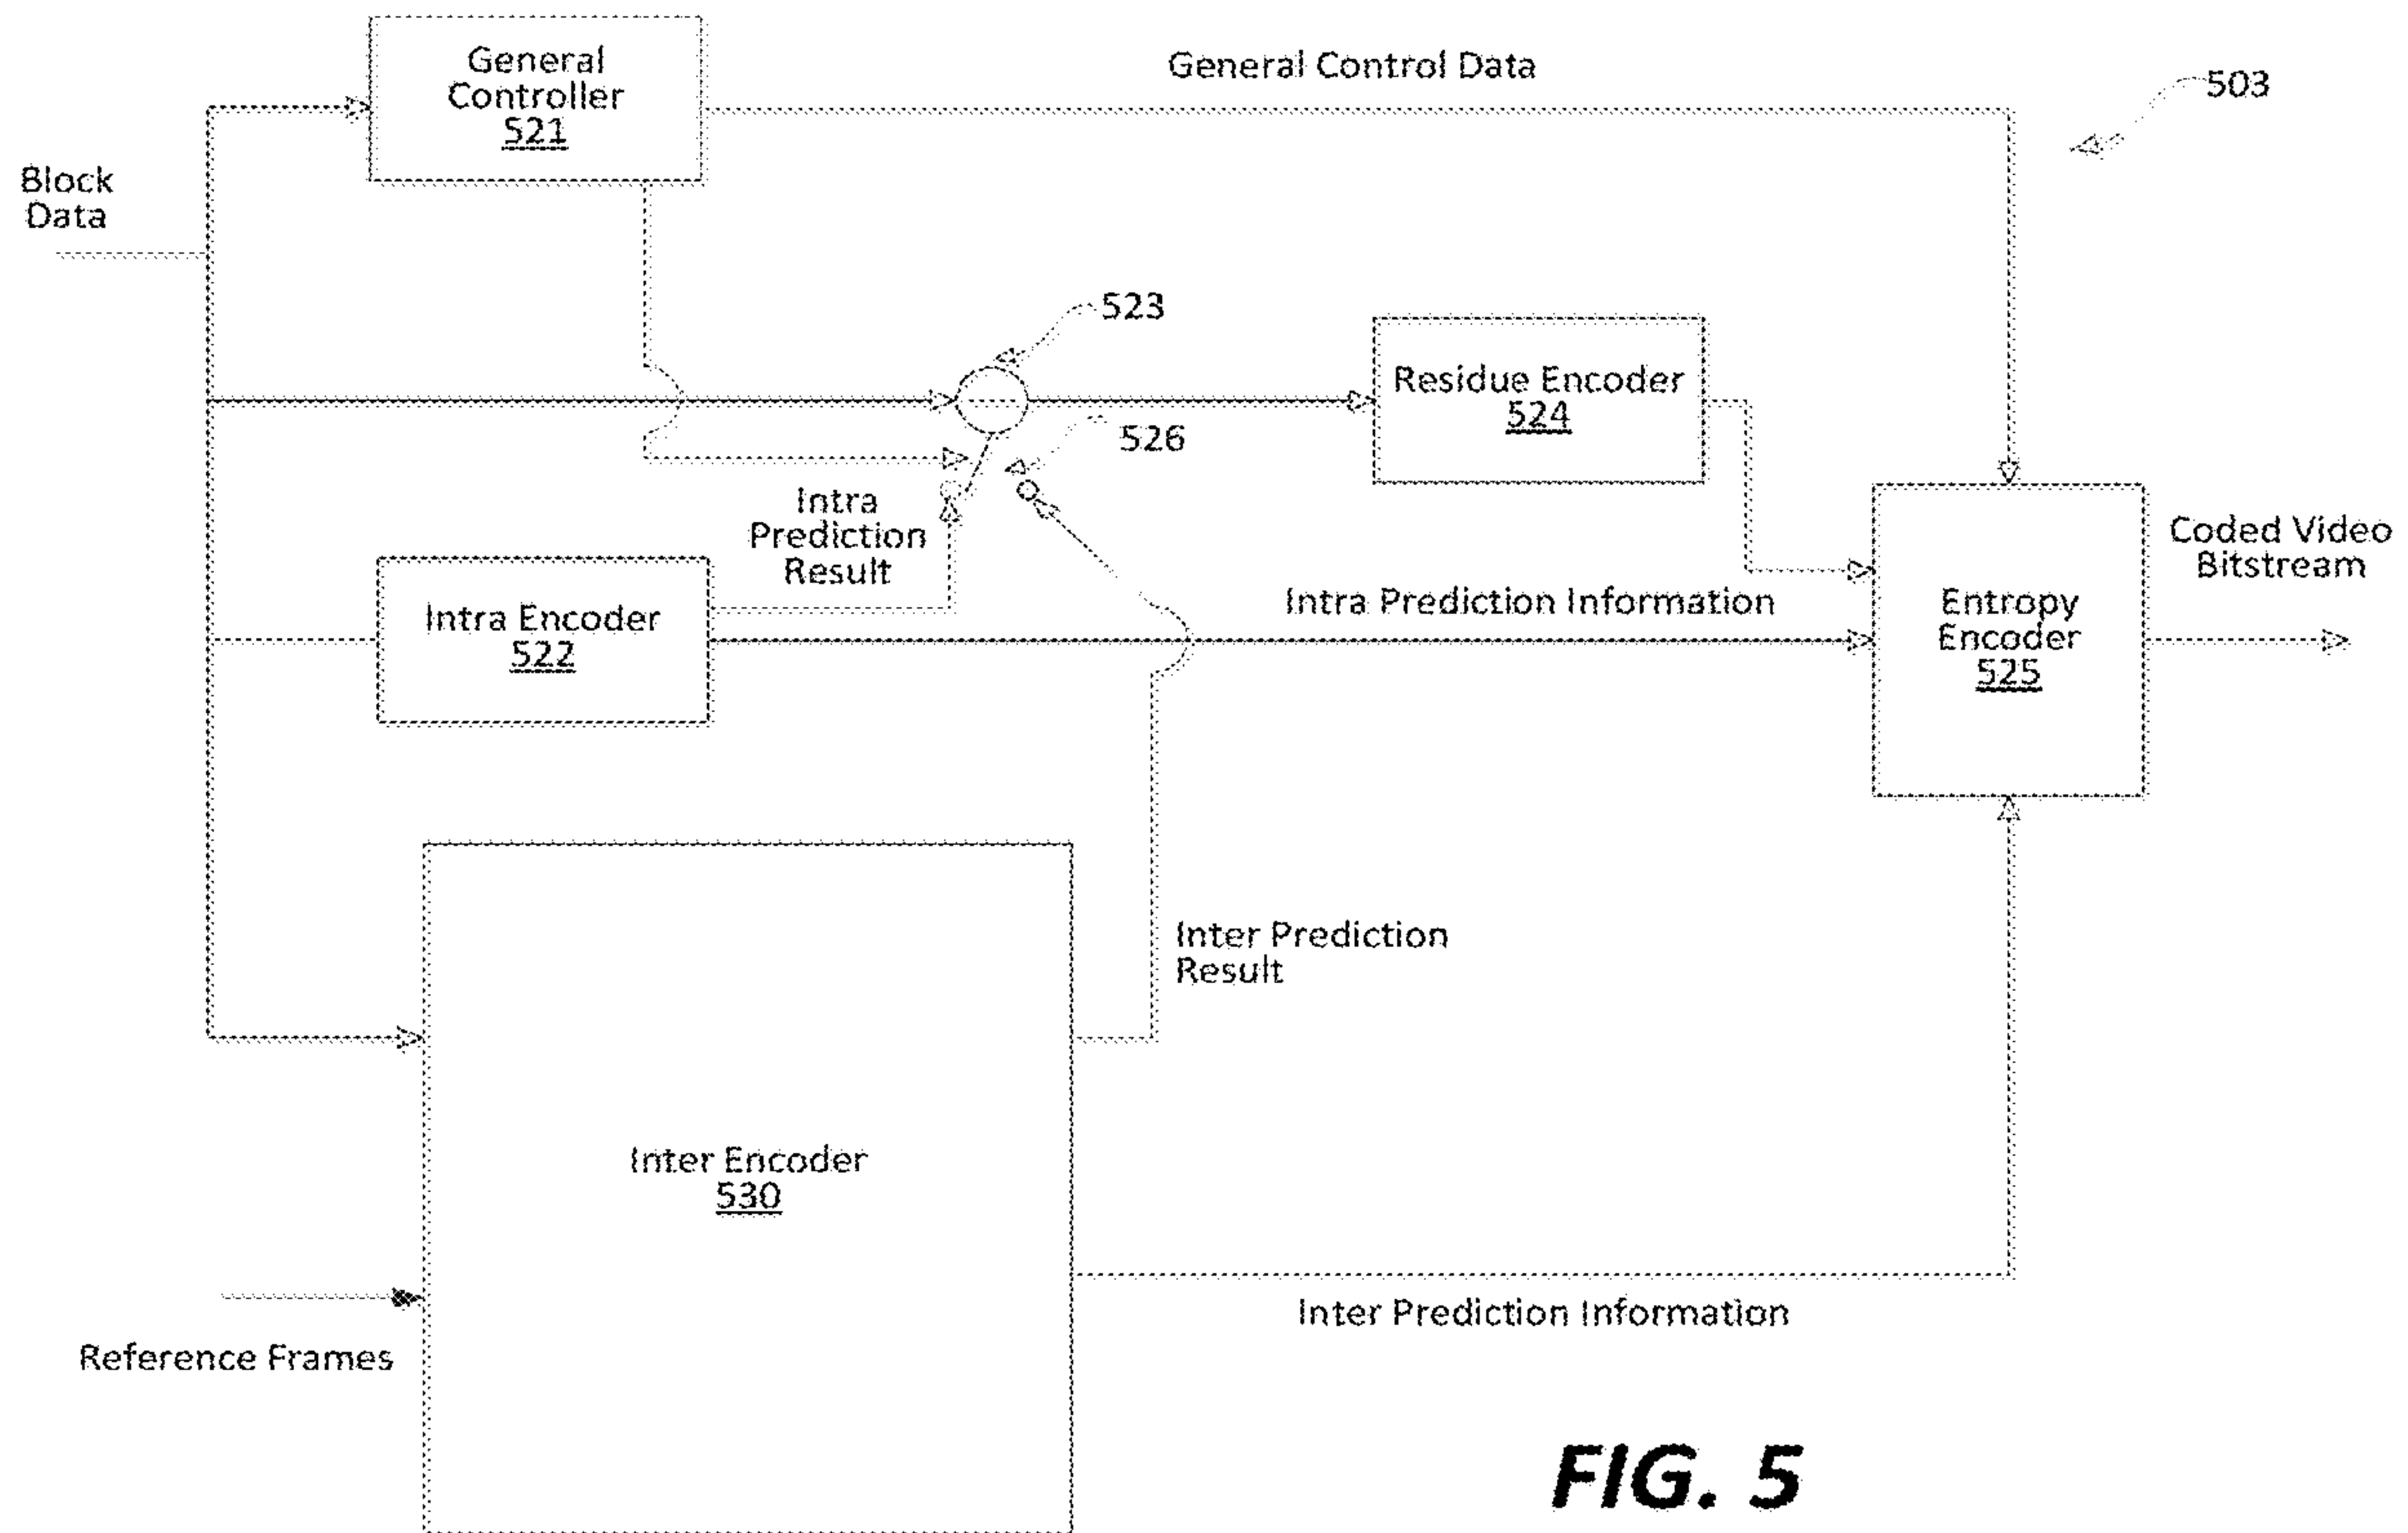 General
Controller
521
General Control Data
503
Block
Data
523
Residue Encoder
524
526
Intra
Prediction
Result
Intra Encoder
522
Intra Prediction Information
Entropy
Encoder
525
Coded Video
Bitstream
Inter Prediction
Result
Inter Encoder
530
Inter Prediction Information
Reference Frames
FIG. 5